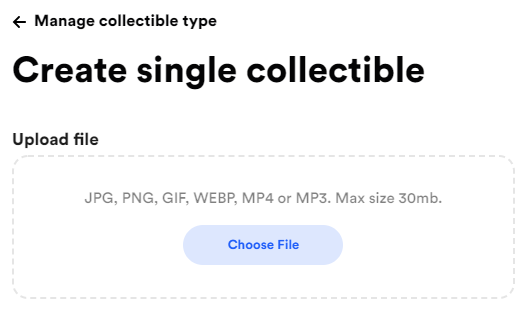 ← Manage collectible type
Create single collectible
Upload file
JPG, PNG, GIF, WEBP, MP4 or MP3. Max size 30mb.
Choose File